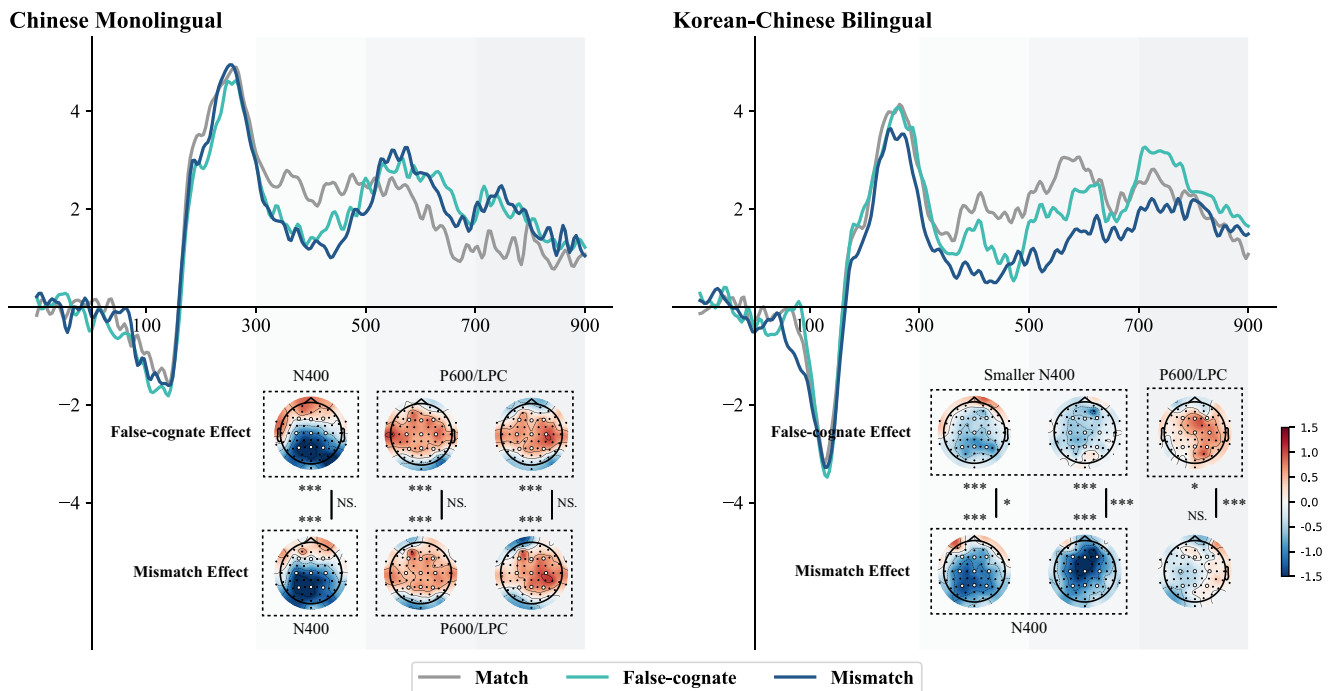 Chinese Monolingual
4
2
−2
−4
100
300
500
700
900
N400
P600/LPC
False-cognate Effect
***
***
***
NS.
NS.
NS.
***
***
***
Mismatch Effect
N400
P600/LPC
Korean-Chinese Bilingual
4
2
−2
−4
100
300
500
700
900
Smaller N400
P600/LPC
False-cognate Effect
***
***
*
*
***
***
***
***
NS.
Mismatch Effect
N400
1.5
1.0
0.5
0.0
-0.5
-1.0
-1.5
Match
False-cognate
Mismatch